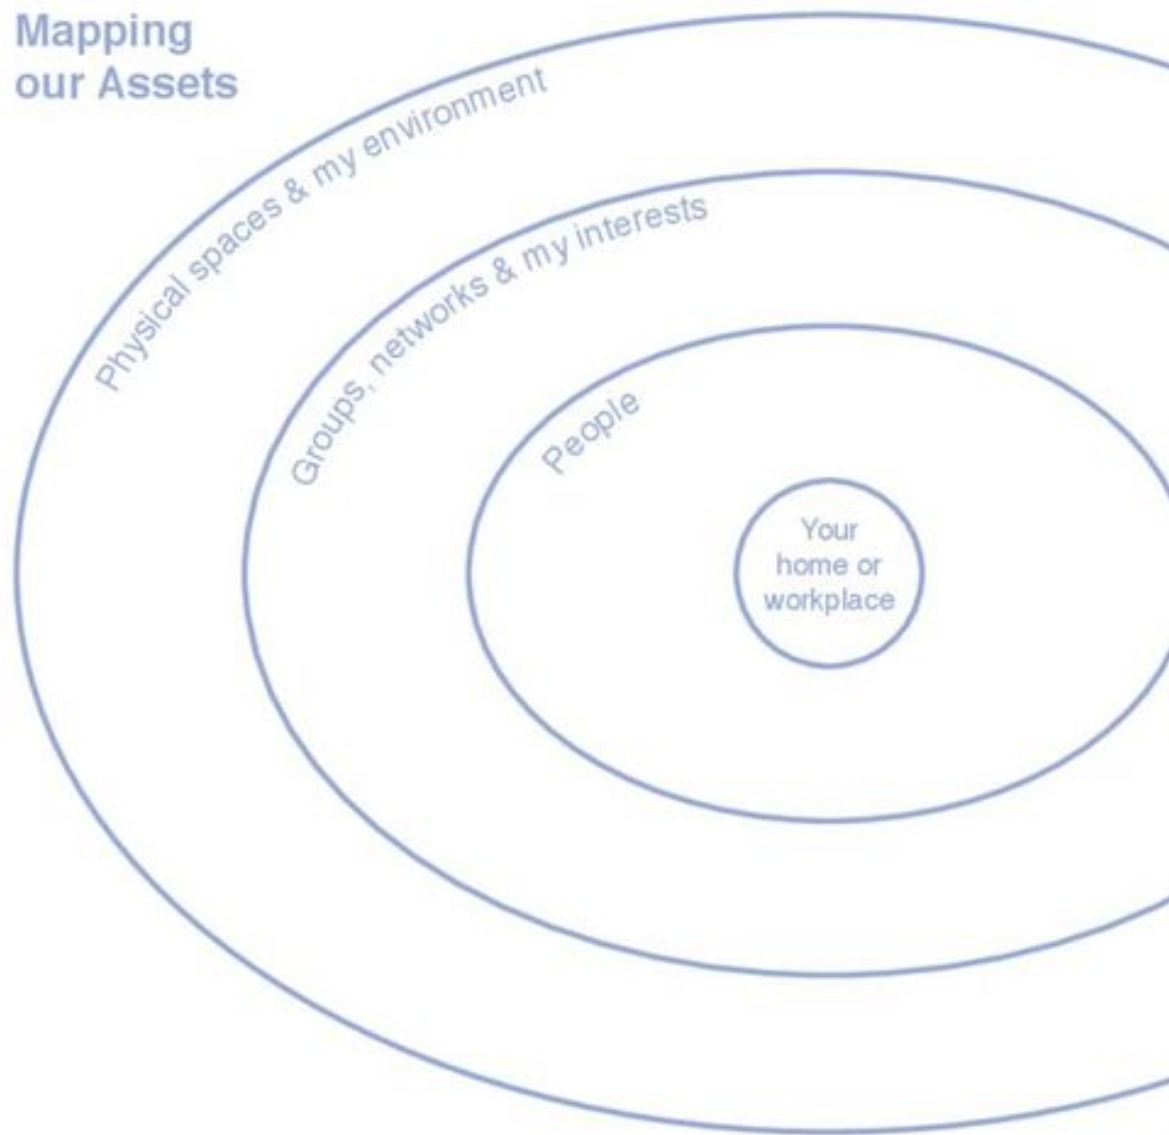 Mapping
our Assets
Physical spaces & my environment
Groups, networks & my interests
People
Your
home or
workplace